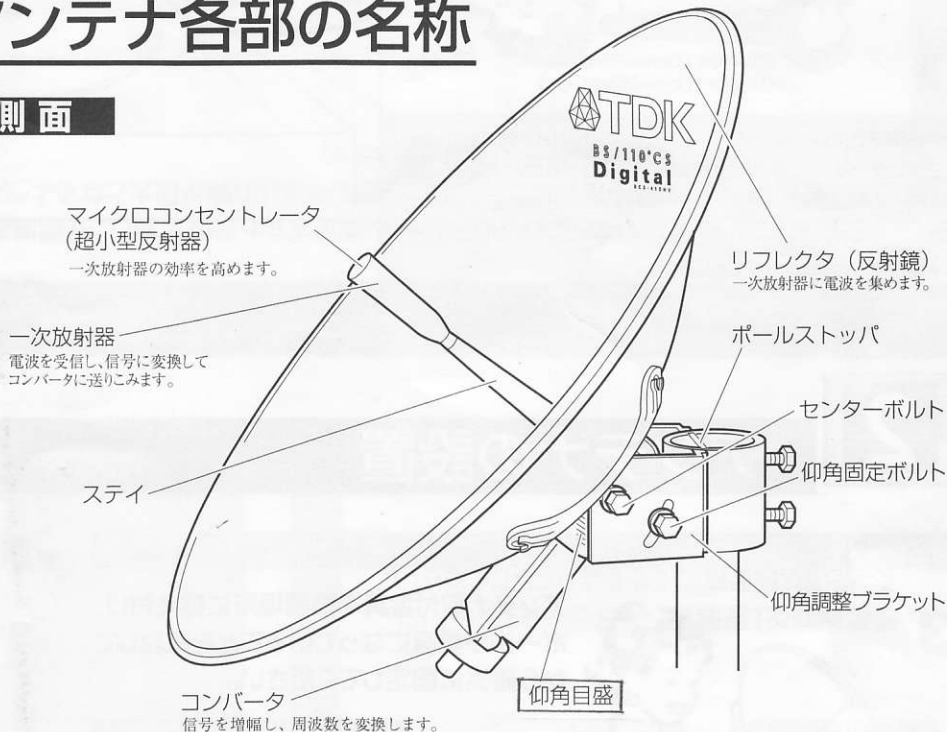 ンテナ各部の名称
側面
TDK
BS/110°CS
Digital
マイクロコンセントレータ
(超小型反射器)
一次放射器の効率を高めます。
リフレクタ(反射鏡)
一次放射器に電波を集めます。
一次放射器
電波を受信し、信号に変換して
コンバータに送りこみます。
ポールストッパ
センターボルト
仰角固定ボルト
ステイ
仰角調整ブラケット
仰角目盛
コンバータ
信号を増幅し、周波数を変換します。